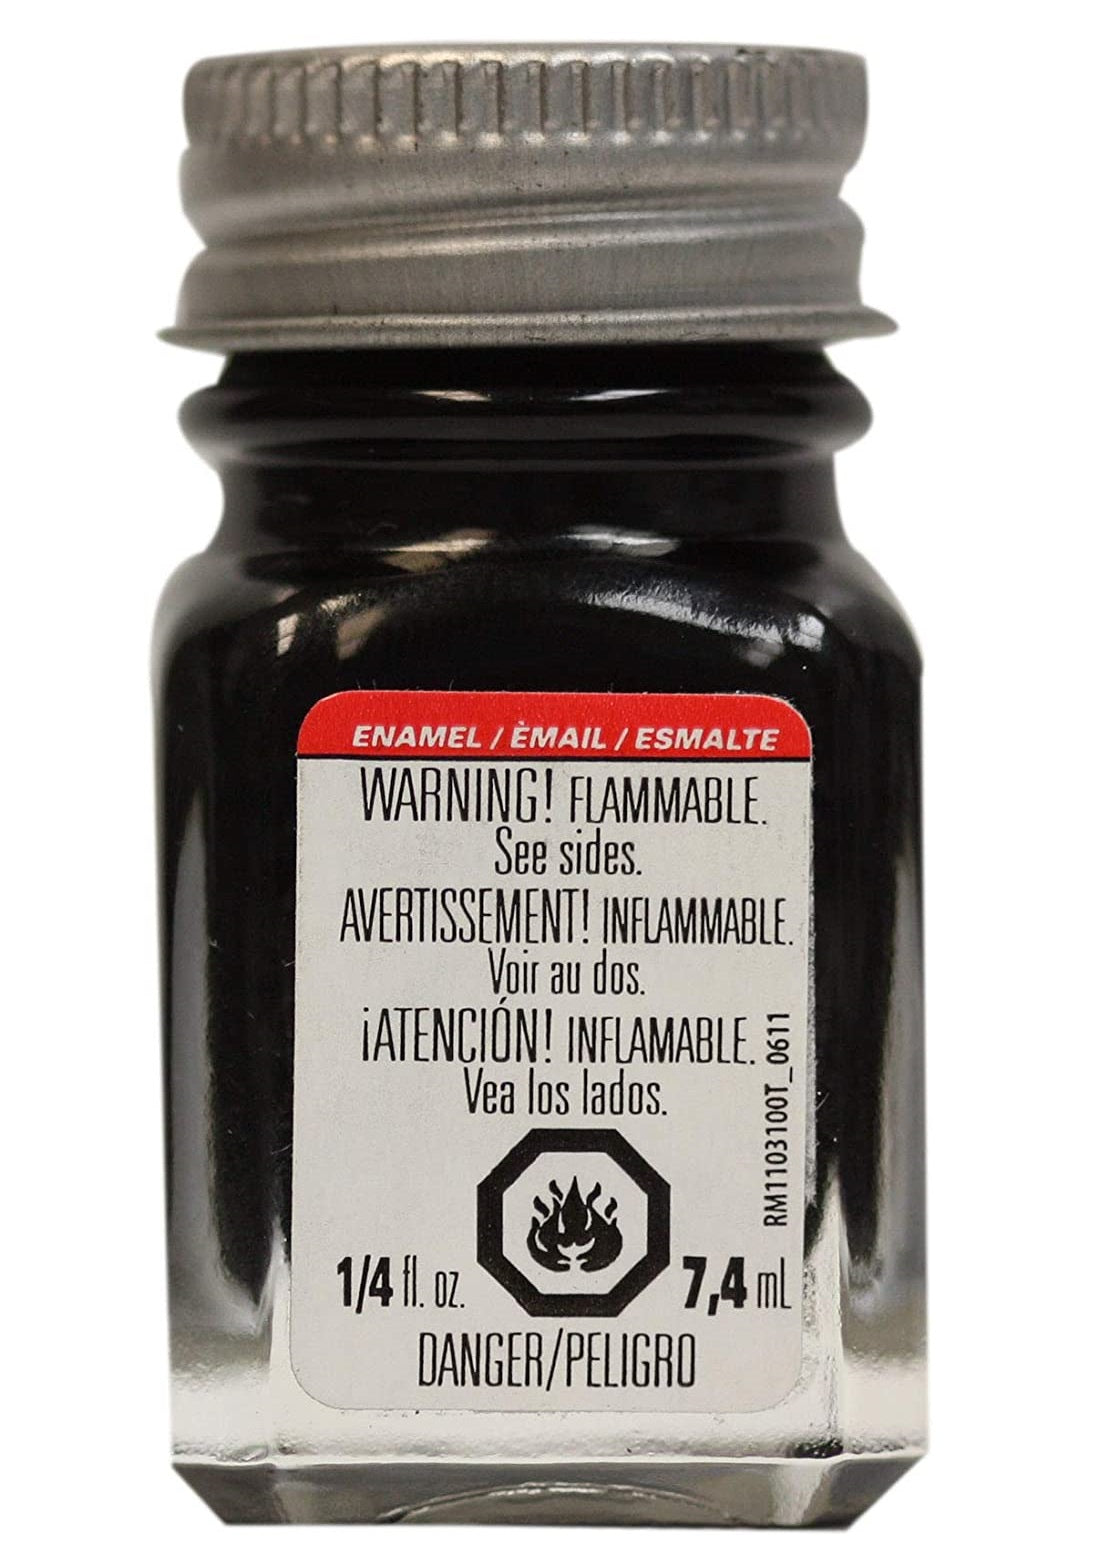 ENAMEL / ÈMAIL / ESMALTE
WARNING! FLAMMABLE.
See sides.
AVERTISSEMENT! INFLAMMABLE.
Voir au dos.
¡ATENCIÓN! INFLAMABLE.
Vea los lados.
RM1103100T_0611
1/4 fl. oz.
7,4 mL
DANGER/PELIGRO